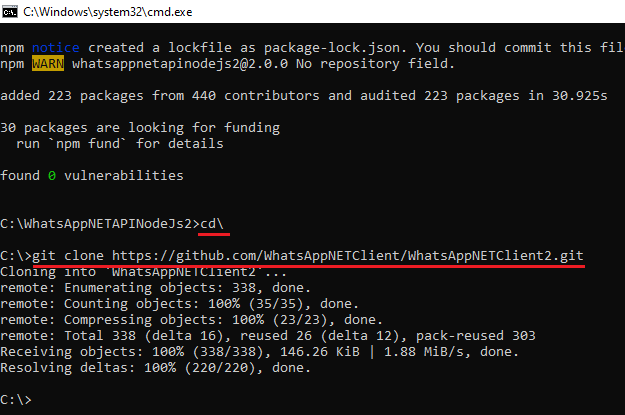 C:\Windows\system32\cmd.exe
npm notice created a lockfile as package-lock.json. You should commit this fil
npm WARN whatsappnetapinodejs2@2.0.0 No repository field.
added 223 packages from 440 contributors and audited 223 packages in 30.925s
30 packages are looking for funding
  run `npm fund` for details
found 0 vulnerabilities
C:\WhatsAppNETAPINodeJs2>cd\
C:\>git clone https://github.com/WhatsAppNETClient/WhatsAppNETClient2.git
Cloning into 'WhatsAppNETClient2'...
remote: Enumerating objects: 338, done.
remote: Counting objects: 100% (35/35), done.
remote: Compressing objects: 100% (23/23), done.
remote: Total 338 (delta 16), reused 26 (delta 12), pack-reused 303
Receiving objects: 100% (338/338), 146.26 KiB | 1.88 MiB/s, done.
Resolving deltas: 100% (220/220), done.
C:\>